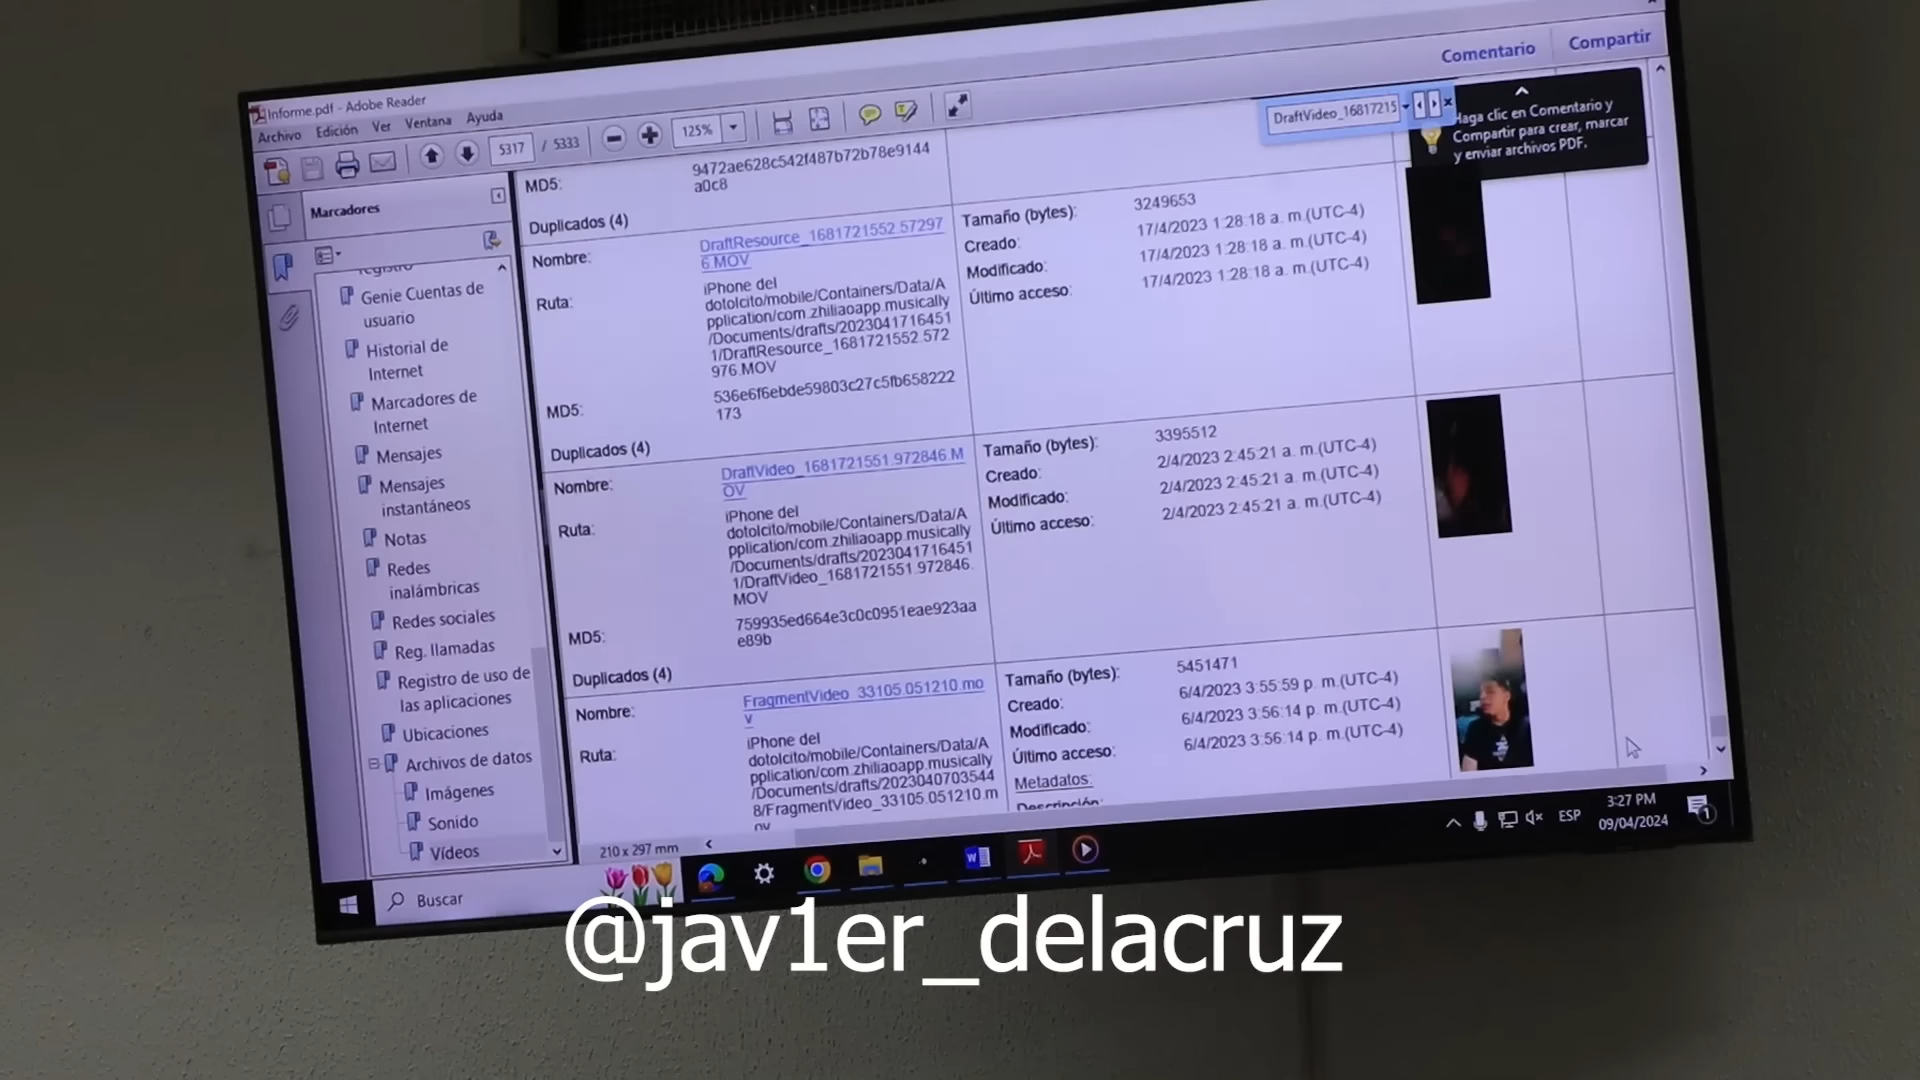 Informe.pdf - Adobe Reader
Archivo Edición Ver Ventana Ayuda
Comentario Compartir
5317 / 5333 125%
DraftVideo_16817215
Haga clic en Comentario y
Compartir para crear, marcar
y enviar archivos PDF.
Marcadores
registro
Genie Cuentas de
usuario
Historial de
Internet
Marcadores de
Internet
Mensajes
Mensajes
instantáneos
Notas
Redes
inalámbricas
Redes sociales
Reg. llamadas
Registro de uso de
las aplicaciones
Ubicaciones
Archivos de datos
Imágenes
Sonido
Vídeos
MD5: 9472ae628c542f487b72b78e9144
a0c8
Duplicados (4)
Nombre: DraftResource_1681721552.57297
6.MOV
Ruta: iPhone del
dotolcito/mobile/Containers/Data/A
pplication/com.zhiliaoapp.musically
/Documents/drafts/2023041716451
1/DraftResource_1681721552.572
976.MOV
MD5: 536e6f6ebde59803c27c5fb658222
173
Tamaño (bytes): 3249653
Creado: 17/4/2023 1:28:18 a. m.(UTC-4)
Modificado: 17/4/2023 1:28:18 a. m.(UTC-4)
Último acceso: 17/4/2023 1:28:18 a. m.(UTC-4)
Duplicados (4)
Nombre: DraftVideo_1681721551.972846.M
OV
Ruta: iPhone del
dotolcito/mobile/Containers/Data/A
pplication/com.zhiliaoapp.musically
/Documents/drafts/2023041716451
1/DraftVideo_1681721551.972846.
MOV
MD5: 759935ed664e3c0c0951eae923aa
e89b
Tamaño (bytes): 3395512
Creado: 2/4/2023 2:45:21 a. m.(UTC-4)
Modificado: 2/4/2023 2:45:21 a. m.(UTC-4)
Último acceso: 2/4/2023 2:45:21 a. m.(UTC-4)
Duplicados (4)
Nombre: FragmentVideo_33105.051210.mo
v
Ruta: iPhone del
dotolcito/mobile/Containers/Data/A
pplication/com.zhiliaoapp.musically
/Documents/drafts/2023040703544
8/FragmentVideo_33105.051210.m
ov
Tamaño (bytes): 5451471
Creado: 6/4/2023 3:55:59 p. m.(UTC-4)
Modificado: 6/4/2023 3:56:14 p. m.(UTC-4)
Último acceso: 6/4/2023 3:56:14 p. m.(UTC-4)
Metadatos:
Descripción:
210 x 297 mm
Buscar
ESP
3:27 PM
09/04/2024
1
@jav1er_delacruz